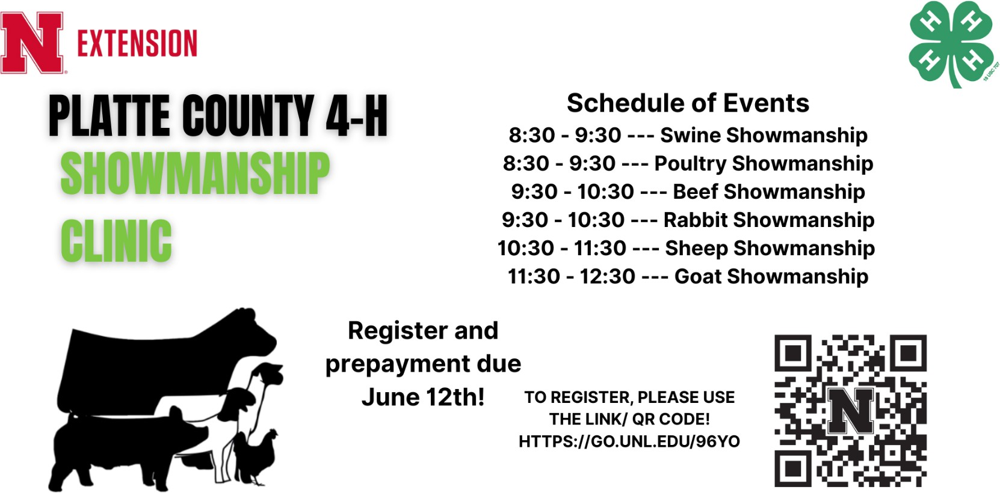 N EXTENSION
H H
H H
18 USC 707
PLATTE COUNTY 4-H
SHOWMANSHIP
CLINIC
Schedule of Events
8:30 - 9:30 --- Swine Showmanship
8:30 - 9:30 --- Poultry Showmanship
9:30 - 10:30 --- Beef Showmanship
9:30 - 10:30 --- Rabbit Showmanship
10:30 - 11:30 --- Sheep Showmanship
11:30 - 12:30 --- Goat Showmanship
Register and
prepayment due
June 12th!
TO REGISTER, PLEASE USE
THE LINK/ QR CODE!
HTTPS://GO.UNL.EDU/96YO
N